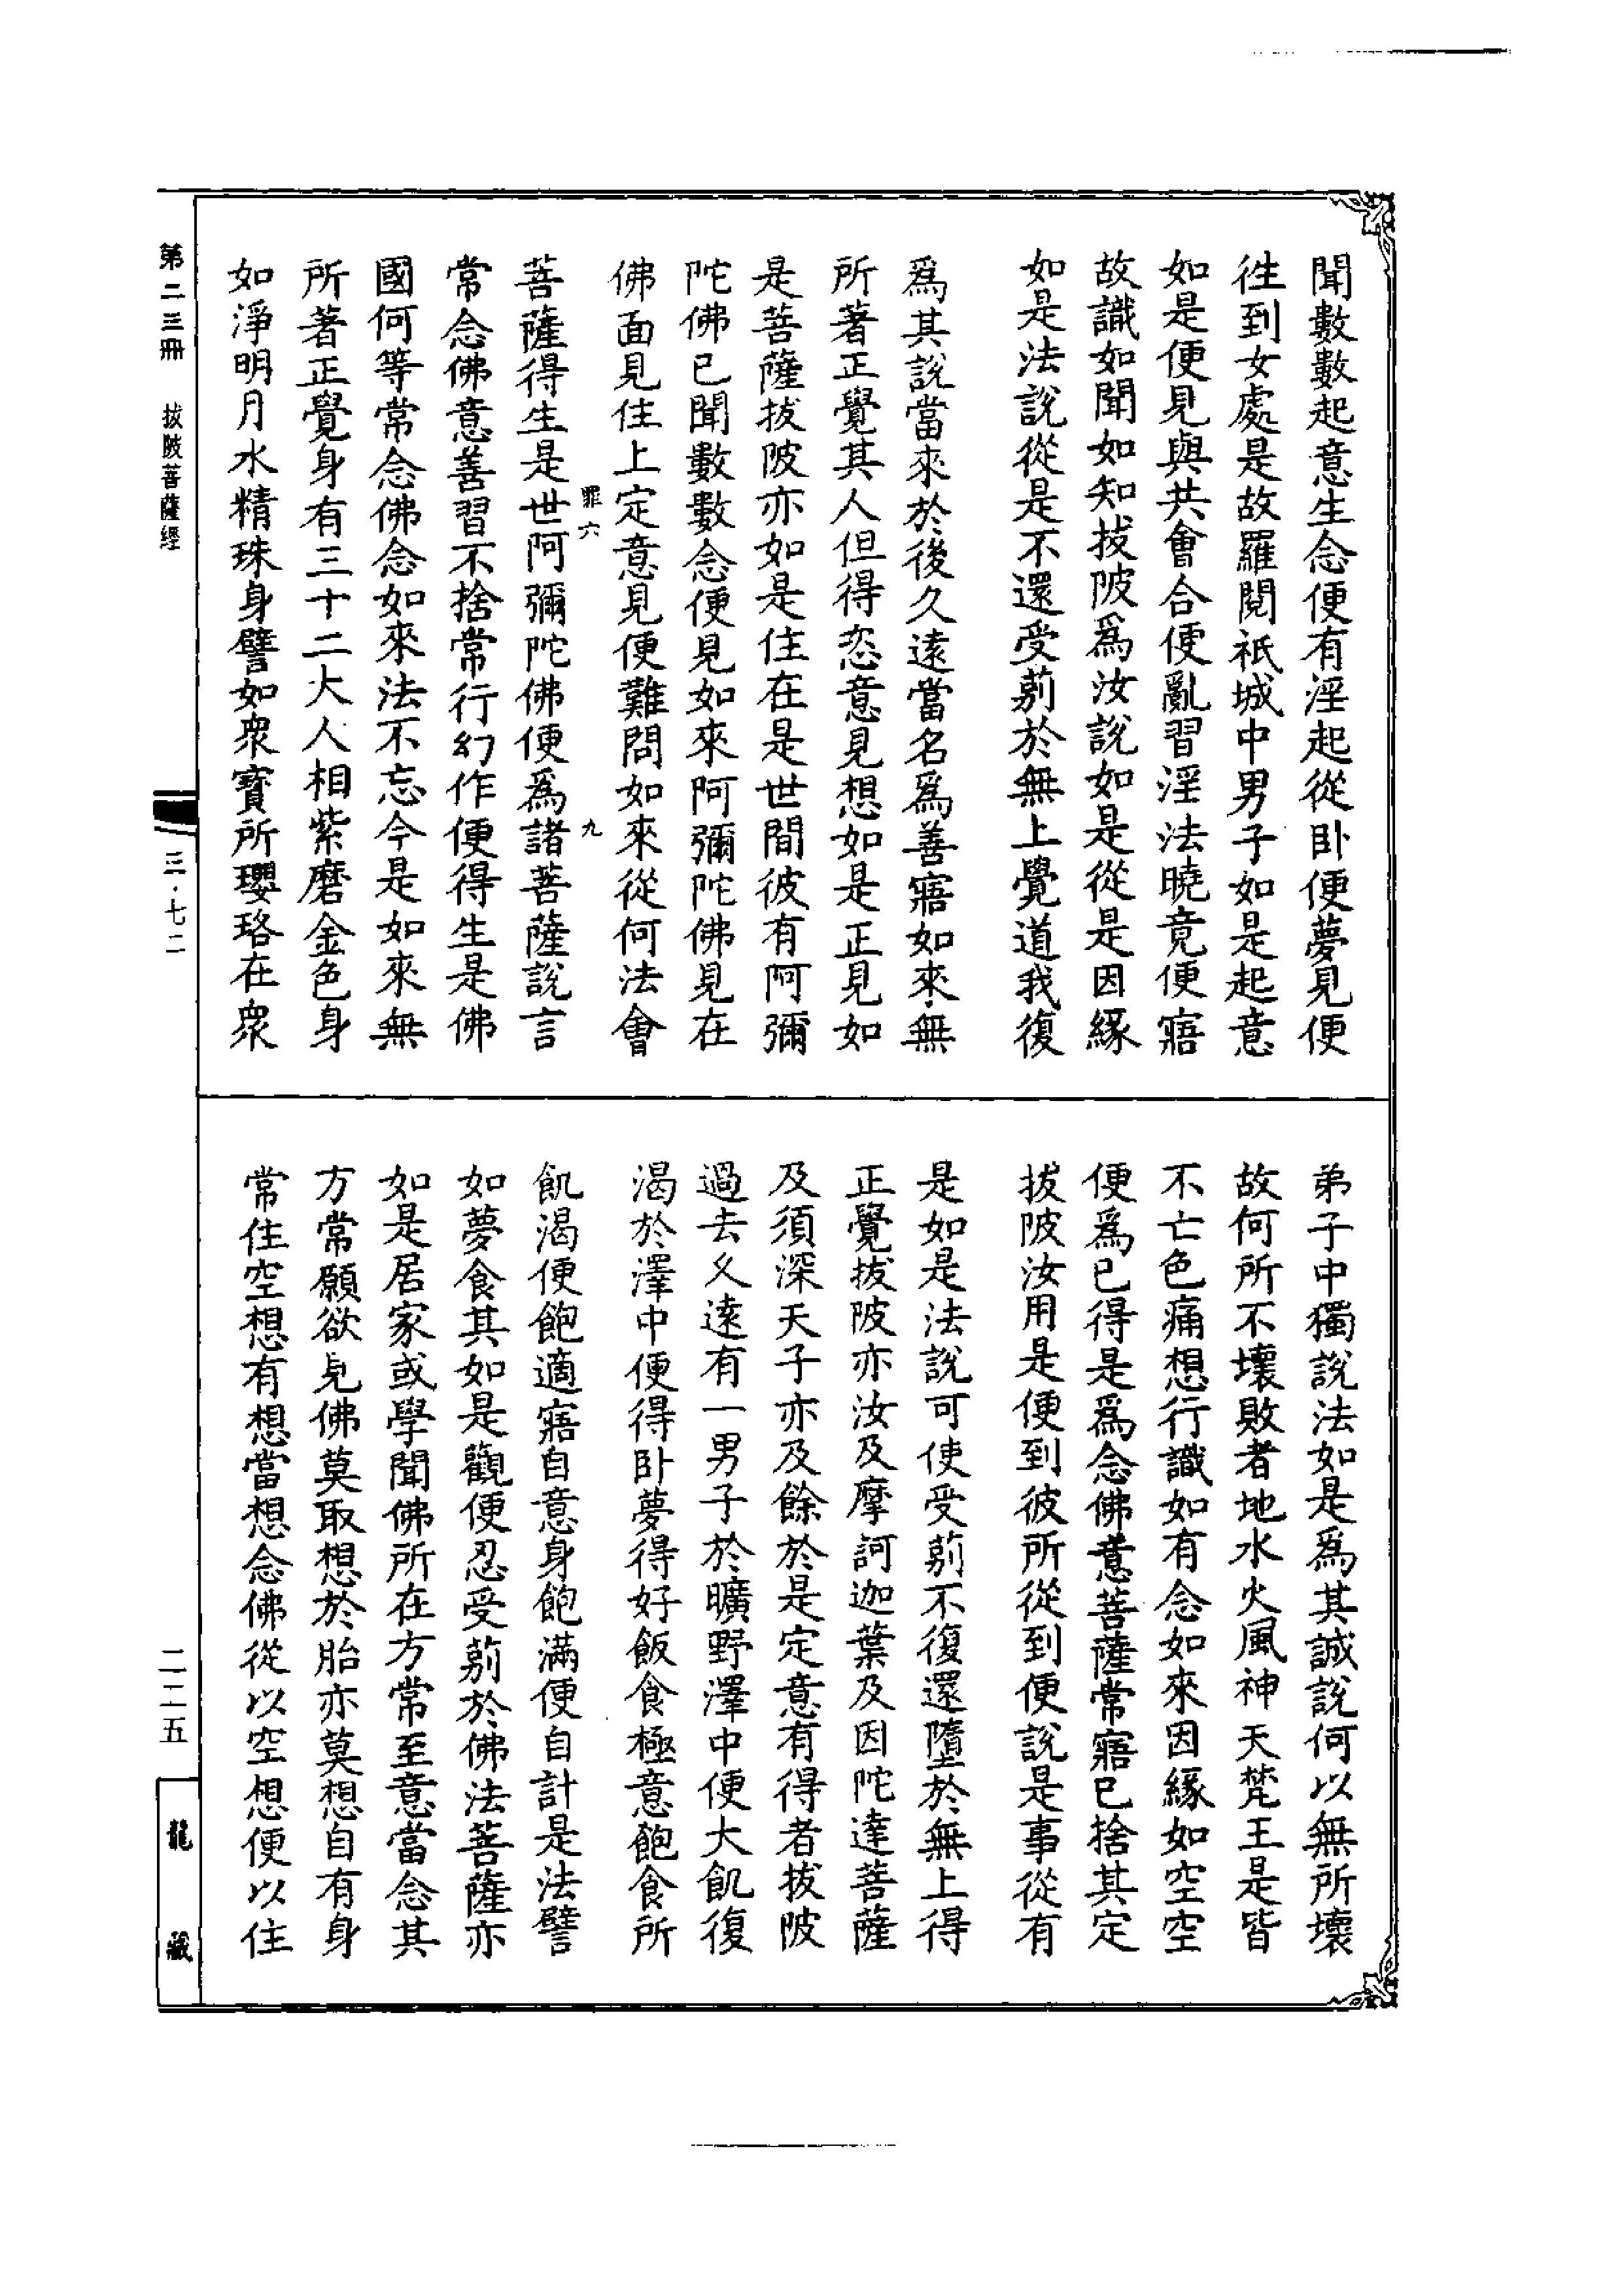 聞數數起意生念便有淫起從卧便夢見便
徃到女處是故羅閱祇城中男子如是起意
如是便見與共會合便亂習淫法曉竟便寤
故識如聞如知拔陂爲汝說如是從是因緣
如是法說從是不還受莂於無上覺道我復
爲其說當來於後久遠當名爲善寤如來無
所著正覺其人但得恣意見想如是正見如
是菩薩拔陂亦如是住在是世間彼有阿彌
陀佛已聞數數念便見如來阿彌陀佛見在
佛面見住上定意見便難問如來從何法會
罪六 九
菩薩得生是世阿彌陀佛便爲諸菩薩說言
常念佛意善習不捨常行幻作便得生是佛
國何等常念佛念如來法不忘今是如來無
所著正覺身有三十二大人相紫磨金色身
如淨明月水精珠身譬如衆寶所瓔珞在衆
弟子中獨說法如是爲其誠說何以無所壞
故何所不壞敗者地水火風神天梵王是皆
不亡色痛想行識如有念如來因緣如空空
便爲已得是爲念佛意菩薩常寤已捨其定
拔陂汝用是便到彼所從到便說是事從有
是如是法說可使受莂不復還墮於無上得
正覺拔陂亦汝及摩訶迦葉及因陀達菩薩
及須深天子亦及餘於是定意有得者拔陂
過去久遠有一男子於曠野澤中便大飢復
渴於澤中便得卧夢得好飯食極意飽食所
飢渴便飽適寤自意身飽滿便自計是法譬
如夢食其如是觀便忍受莂於佛法菩薩亦
如是居家或學聞佛所在方常至意當念其
方常願欲見佛莫取想於胎亦莫想自有身
常住空想有想當想念佛從以空想便以住
第二三冊 拔陂菩薩經
三·七二
二二五
龍藏